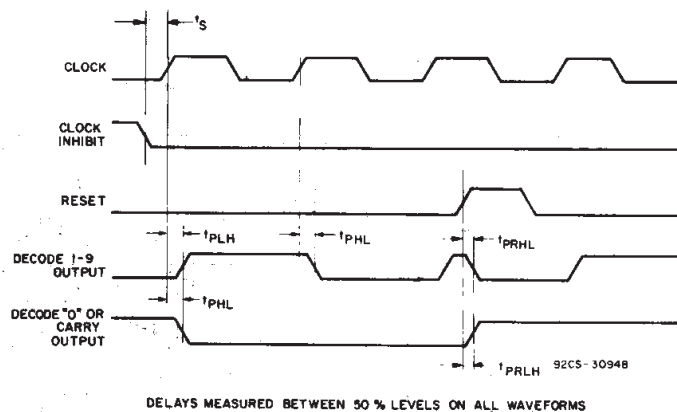 tS
CLOCK
CLOCK
INHIBIT
RESET
tPLH
tPHL
tPRHL
DECODE 1-9
OUTPUT
tPHL
DECODE "0" OR
CARRY
OUTPUT
tPRLH
92CS-30948
DELAYS MEASURED BETWEEN 50 % LEVELS ON ALL WAVEFORMS